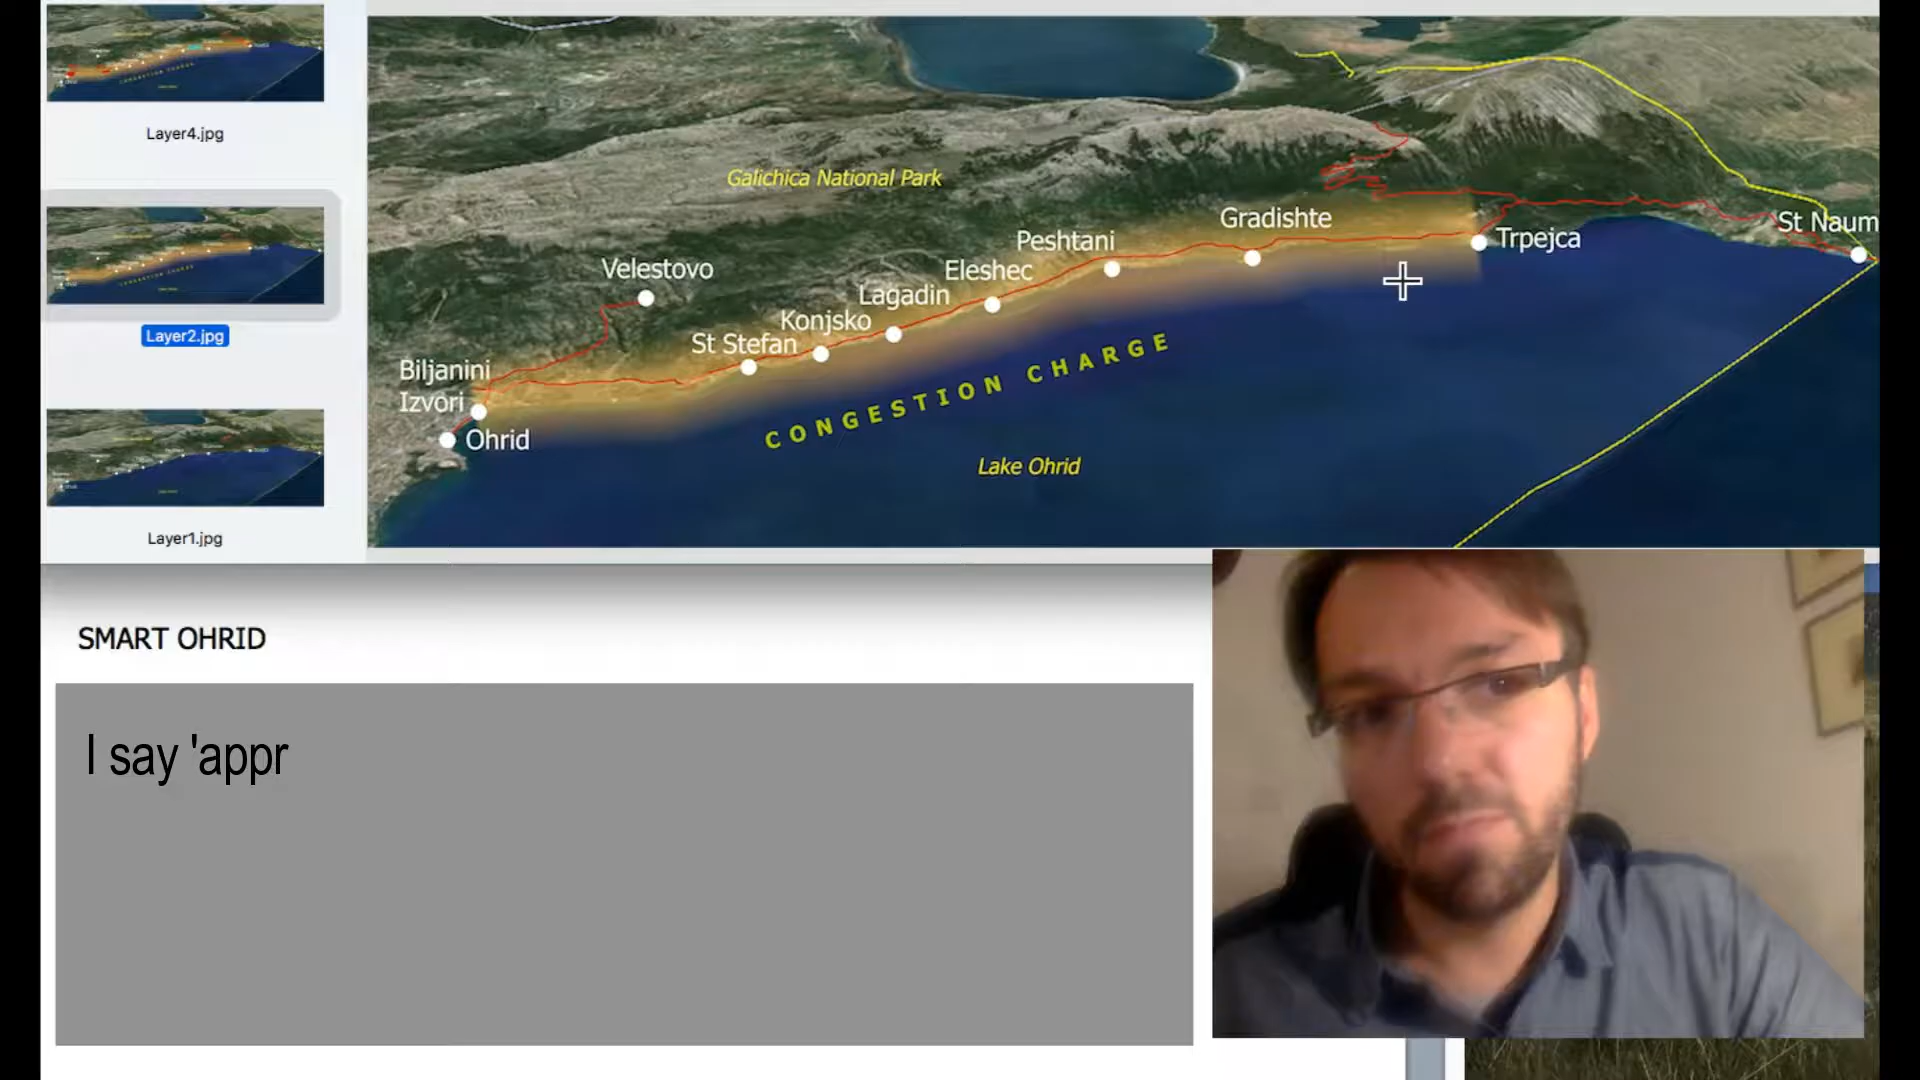 Layer4.jpg
Layer2.jpg
Layer1.jpg
Galichica National Park
St Naum
Gradishte
Trpejca
Peshtani
Velestovo
Eleshec
Lagadin
Konjsko
St Stefan
Biljanini
Izvori
Ohrid
CONGESTION CHARGE
Lake Ohrid
SMART OHRID
I say 'appr